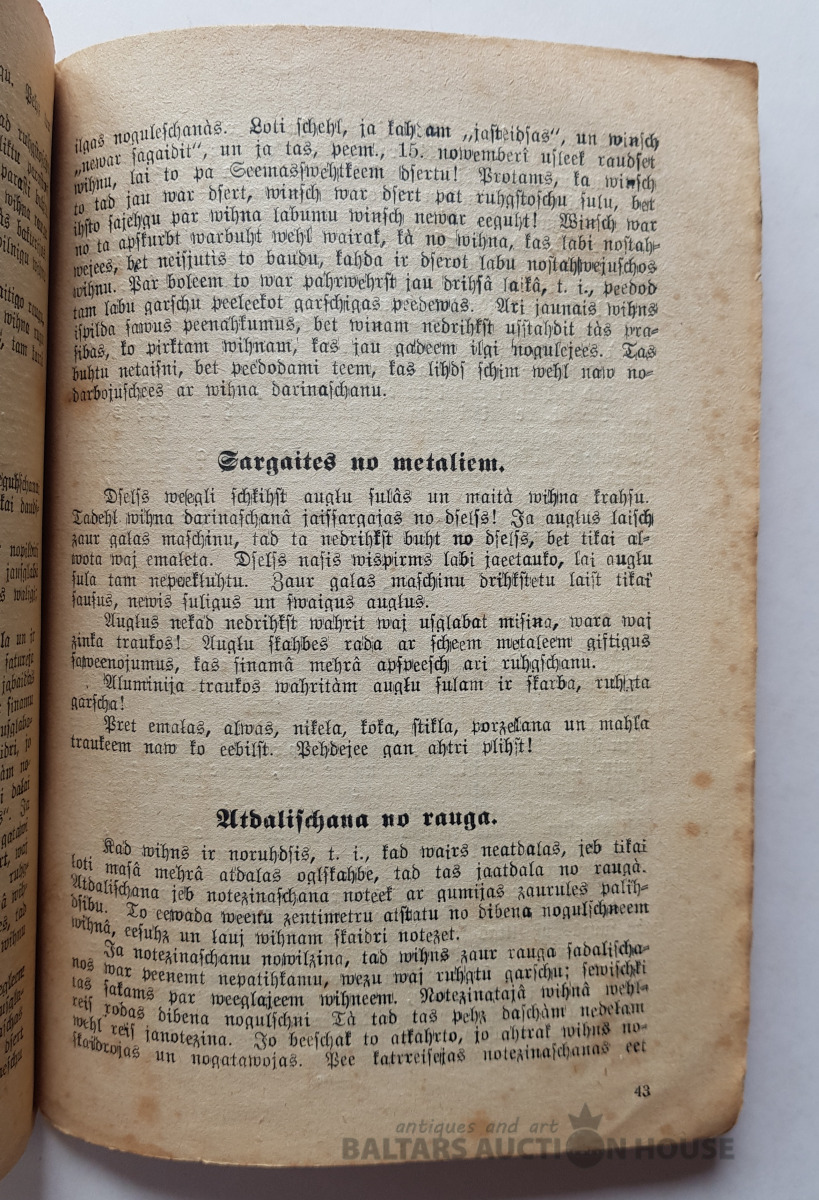 ilgas noguleschanàs. Loti schehl, ja kahdam „jasteidsas“, un winsch
„newar sagaidit“, un ja tas, peem., 15. nowemberî usleek raudset
wihnu, lai to pa Seemasswehtkeem dsertu! Protams, ka winsch
to tad jau war dsert, winsch war dsert pat ruhgstoschu sulu, bet
ihsto sajehgu par wihna labumu winsch newar eeguht! Winsch war
no ta apskurbt warbuht wehl wairak, kà no wihna, kas labi nostah-
wejees, bet neisjutis to baudu, kahda ir dserot labu nostahwejuschos
wihnu. Par boleem to war pahrwehrst jau drihsâ laikâ, t. i., peedod
tam labu garschu peeleekot garschigas peedewas. Ari jaunais wihns
ispilda sawus peenahkumus, bet winam nedrihkst usstahdit tàs pra-
sibas, ko pirktam wihnam, kas jau gadeem ilgi nogulejees. Tas
buhtu netaisni, bet peedodami teem, kas lihds schim wehl naw no-
darbojuschees ar wihna darinaschanu.
Sargaites no metaliem.
Dselss weegli schkihst auglu sulâs un maitâ wihna krahsu.
Tadehl wihna darinaschanâ jaissargajas no dselss! Ja auglus laisch
zaur galas maschinu, tad ta nedrihkst buht no dselss, bet tikai al-
wota waj emaleta. Dselss nasis wispirms labi jaeetauko, lai auglu
sula tam nepeekluhtu. Zaur galas maschinu drihkstetu laist tikai
sausus, newis suligus un swaigus auglus.
Auglus nekad nedrihkst wahrit waj usglabat misina, wara waj
zinka traukos! Auglu skahbes rada ar scheem metaleem giftigus
saweenojumus, kas sinamâ mehrâ apspeesch ari ruhgschanu.
Aluminija traukos wahritàm auglu sulam ir skarba, ruhgta
garscha!
Pret emalas, alwas, nikela, koka, stikla, porzelana un mahla
traukeem naw ko eebilst. Pehdejee gan ahtri plihst!
Atdalischana no rauga.
Kad wihns ir noruhdsis, t. i., kad wairs neatdalas, jeb tikai
loti masâ mehrâ atdalas oglskahbe, tad tas jaatdala no rauga.
Atdalischana jeb notezinaschana noteek ar gumijas zaurules palih-
dsibu. To eewada weenu zentimetru atstatu no dibena nogulschneem
wihnâ, eesuhz un lauj wihnam skaidri notezet.
Ja notezinaschanu nowilzina, tad wihns zaur rauga sadalischa-
nos war peenemt nepatihkamu, wezu waj ruhgtu garschu; sewischki
tas sakams par weeglajeem wihneem. Notezinatajâ wihnâ wehl-
reis rodas dibena nogulschni Tà tad tas pehz daschàm nedelam
wehl reis janotezina. Jo beeschak to atkahrto, jo ahtrak wihns no-
skaidrojas un nogatawojas. Pee katrreisejas notezinaschanas eet
43
antiques and art
BALTARS AUCTION HOUSE